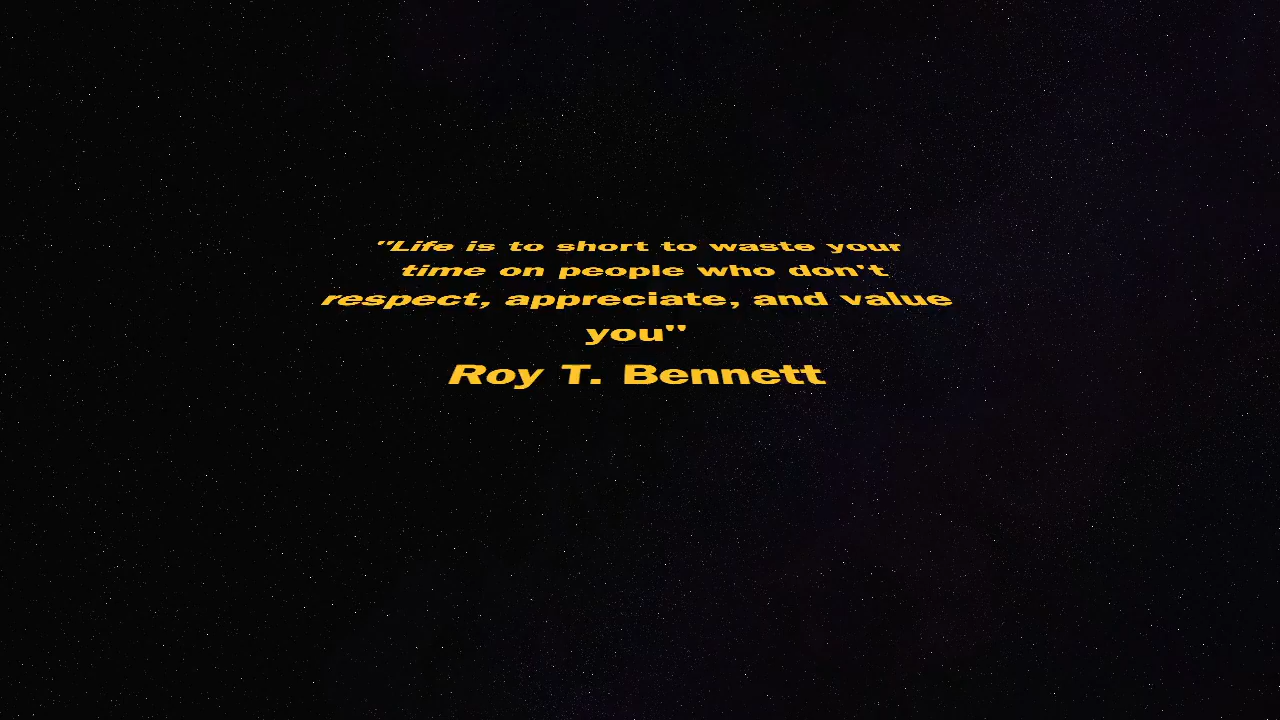 "Life is to short to waste your
time on people who don't
respect, appreciate, and value
you"
Roy T. Bennett